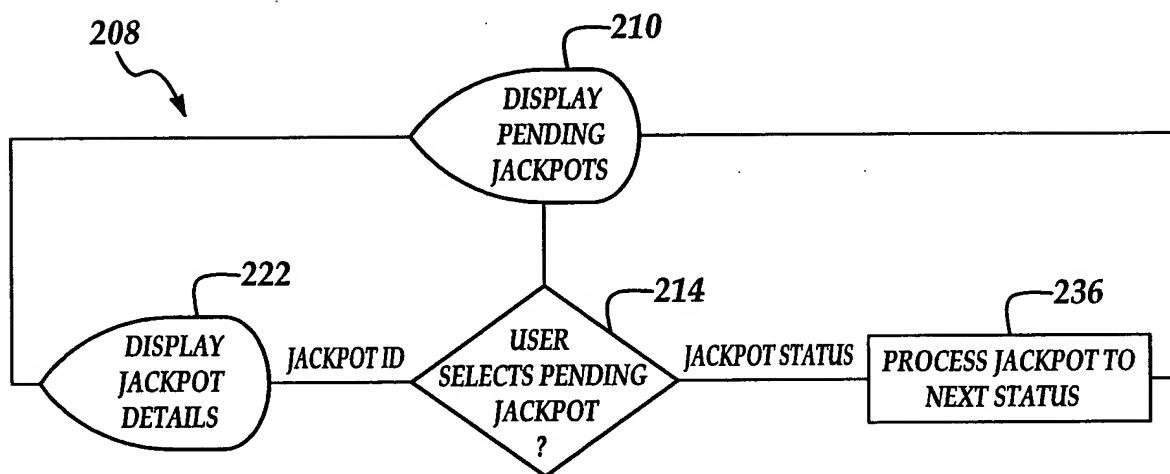 208
210
DISPLAY
PENDING
JACKPOTS
222
214
236
DISPLAY
JACKPOT
DETAILS
JACKPOT ID
USER
SELECTS PENDING
JACKPOT
?
JACKPOT STATUS
PROCESS JACKPOT TO
NEXT STATUS